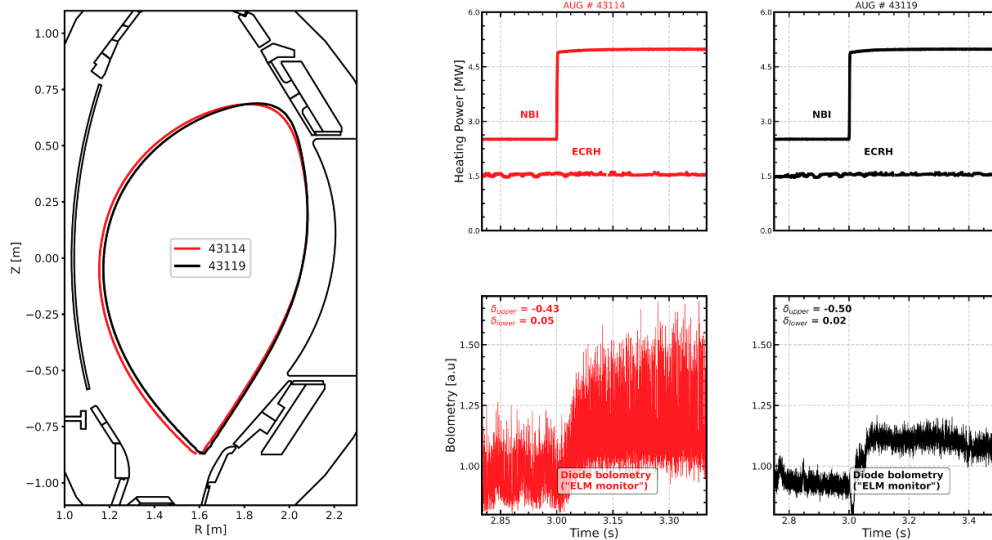 1.00
0.75
0.50
0.25
0.00
−0.25
−0.50
−0.75
−1.00
Z [m]
1.0
1.2
1.4
1.6
1.8
2.0
2.2
R [m]
43114
43119
AUG # 43114
6.0
4.5
3.0
1.5
0.0
Heating Power [MW]
NBI
ECRH
AUG # 43119
6.0
4.5
3.0
1.5
0.0
NBI
ECRH
δupper = -0.43
δlower = 0.05
1.50
1.25
1.00
Bolometry [a.u]
Diode bolometry
("ELM monitor")
2.85
3.00
3.15
3.30
Time (s)
δupper = -0.50
δlower = 0.02
1.50
1.25
1.00
Diode bolometry
("ELM monitor")
2.8
3.0
3.2
3.4
Time (s)